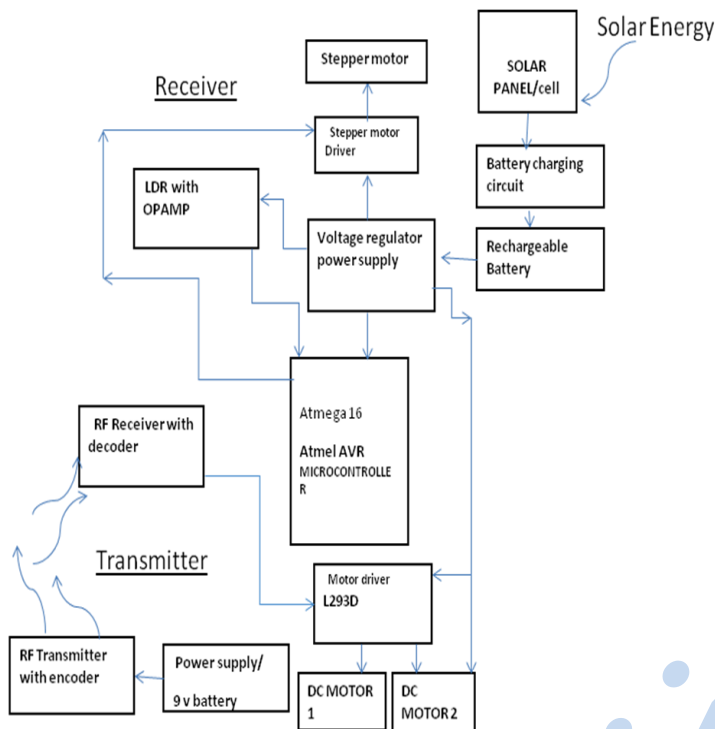 Solar Energy
Stepper motor
SOLAR
PANEL/cell
Receiver
Stepper motor
Driver
Battery charging
circuit
LDR with
OPAMP
Voltage regulator
power supply
Rechargeable
Battery
Atmega 16
Atmel AVR
MICROCONTROLLE
R
RF Receiver with
decoder
Transmitter
Motor driver
L293D
RF Transmitter
with encoder
Power supply/
9 v battery
DC MOTOR
1
DC
MOTOR 2